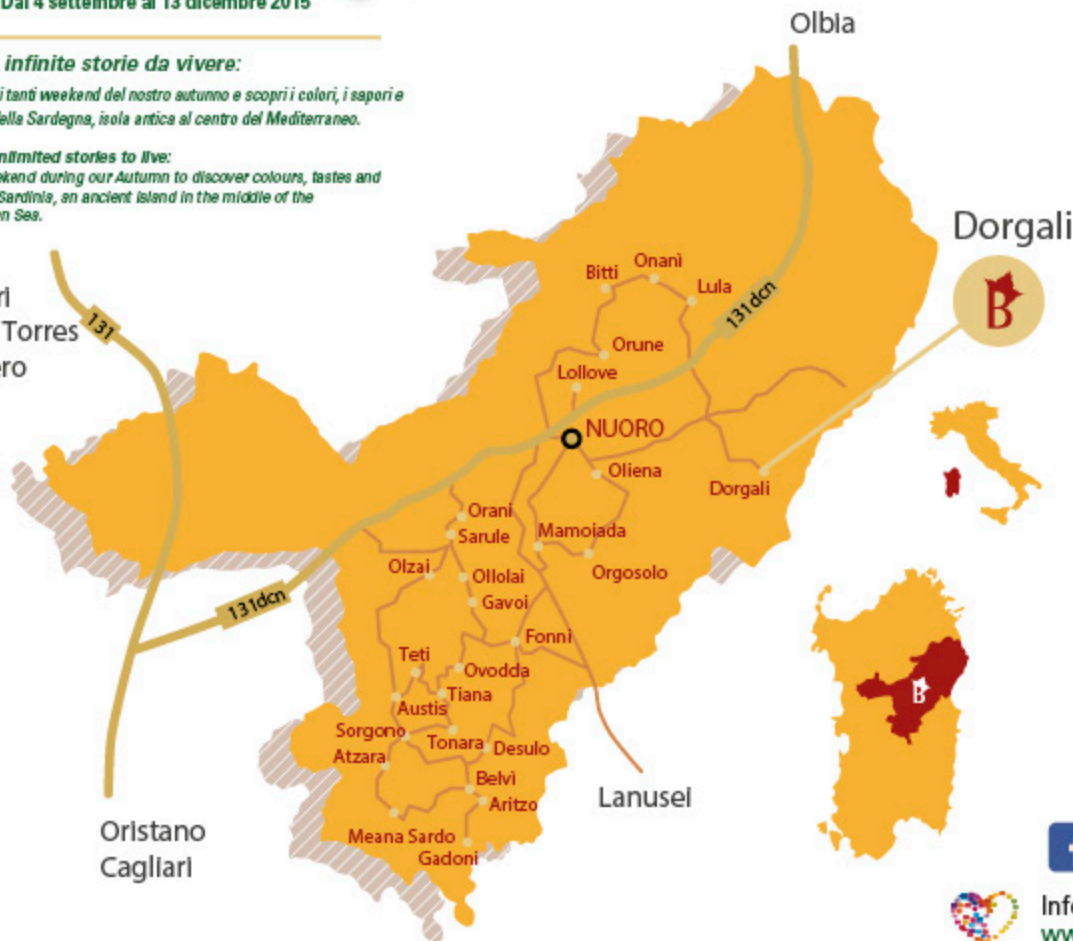 Dal 4 settembre al 13 dicembre 2015
infinite storie da vivere:
i tanti weekend del nostro autunno e scopri i colori, i sapori e
della Sardegna, isola antica al centro del Mediterraneo.
unlimited stories to live:
during our Autumn to discover colours, tastes and
Sardinia, an ancient island in the middle of the
Sea.
Olbia
Dorgali
B
131
Torres
131dcn
Bitti
Onanì
Lula
Orune
Lollove
NUORO
Oliena
Dorgali
Orani
Sarule
Mamoiada
Olzai
Ollolai
Orgosolo
Gavoi
131dcn
Fonni
Teti
Ovodda
Tiana
Austis
Sorgono
Tonara
Desulo
Atzara
Belvì
Aritzo
Meana Sardo
Gadoni
Lanusei
Oristano
Cagliari
B